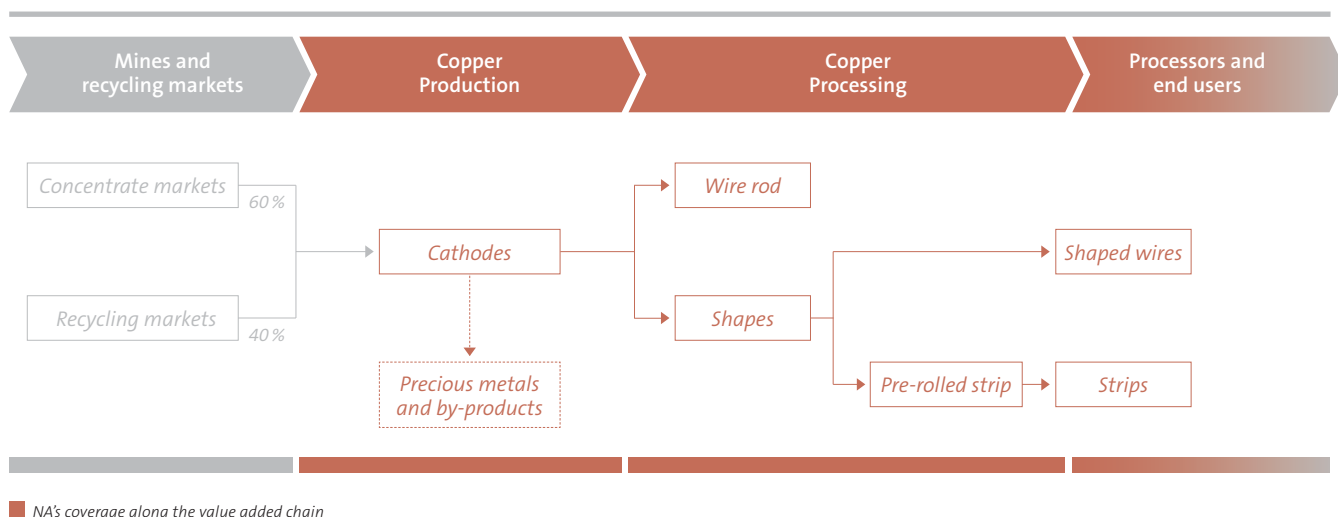 Mines and
recycling markets
Copper
Production
Copper
Processing
Processors and
end users
Concentrate markets
60 %
Wire rod
Cathodes
Shaped wires
Recycling markets
40 %
Shapes
Precious metals
and by-products
Pre-rolled strip
Strips
NA's coverage along the value added chain